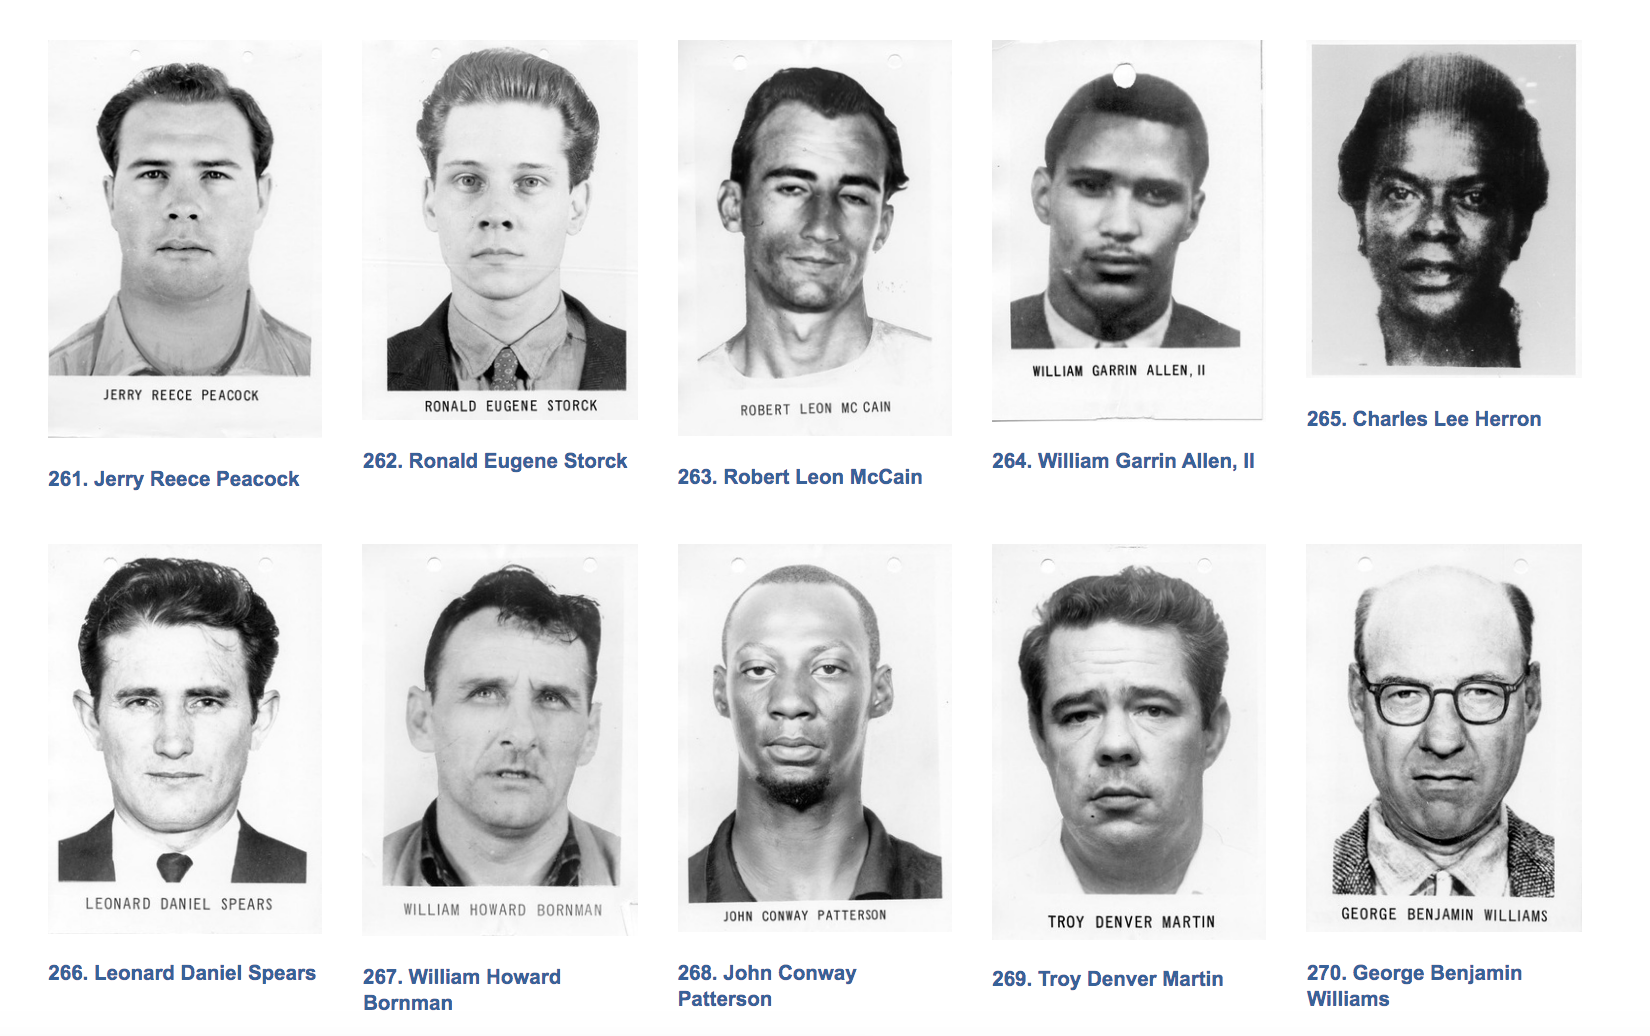 JERRY REECE PEACOCK
RONALD EUGENE STORCK
ROBERT LEON MC CAIN
WILLIAM GARRIN ALLEN, II
261. Jerry Reece Peacock
262. Ronald Eugene Storck
263. Robert Leon McCain
264. William Garrin Allen, II
265. Charles Lee Herron
LEONARD DANIEL SPEARS
WILLIAM HOWARD BORNMAN
JOHN CONWAY PATTERSON
TROY DENVER MARTIN
GEORGE BENJAMIN WILLIAMS
266. Leonard Daniel Spears
267. William Howard
Bornman
268. John Conway
Patterson
269. Troy Denver Martin
270. George Benjamin
Williams